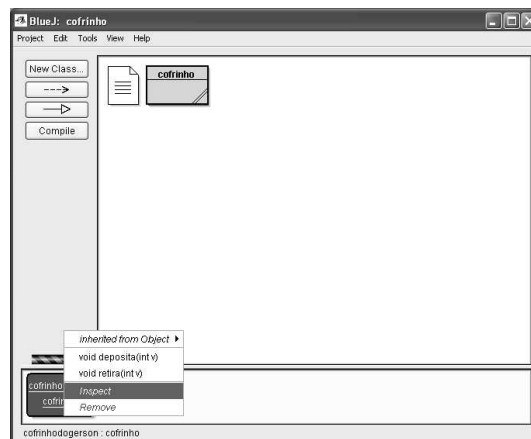 BlueJ: cofrinho
Project Edit Tools View Help
New Class...
cofrinho
Compile
inherited from Object
void deposita(int v)
void retira(int v)
Inspect
Remove
cofrinho
cofrin
cofrinhodogerson : cofrinho